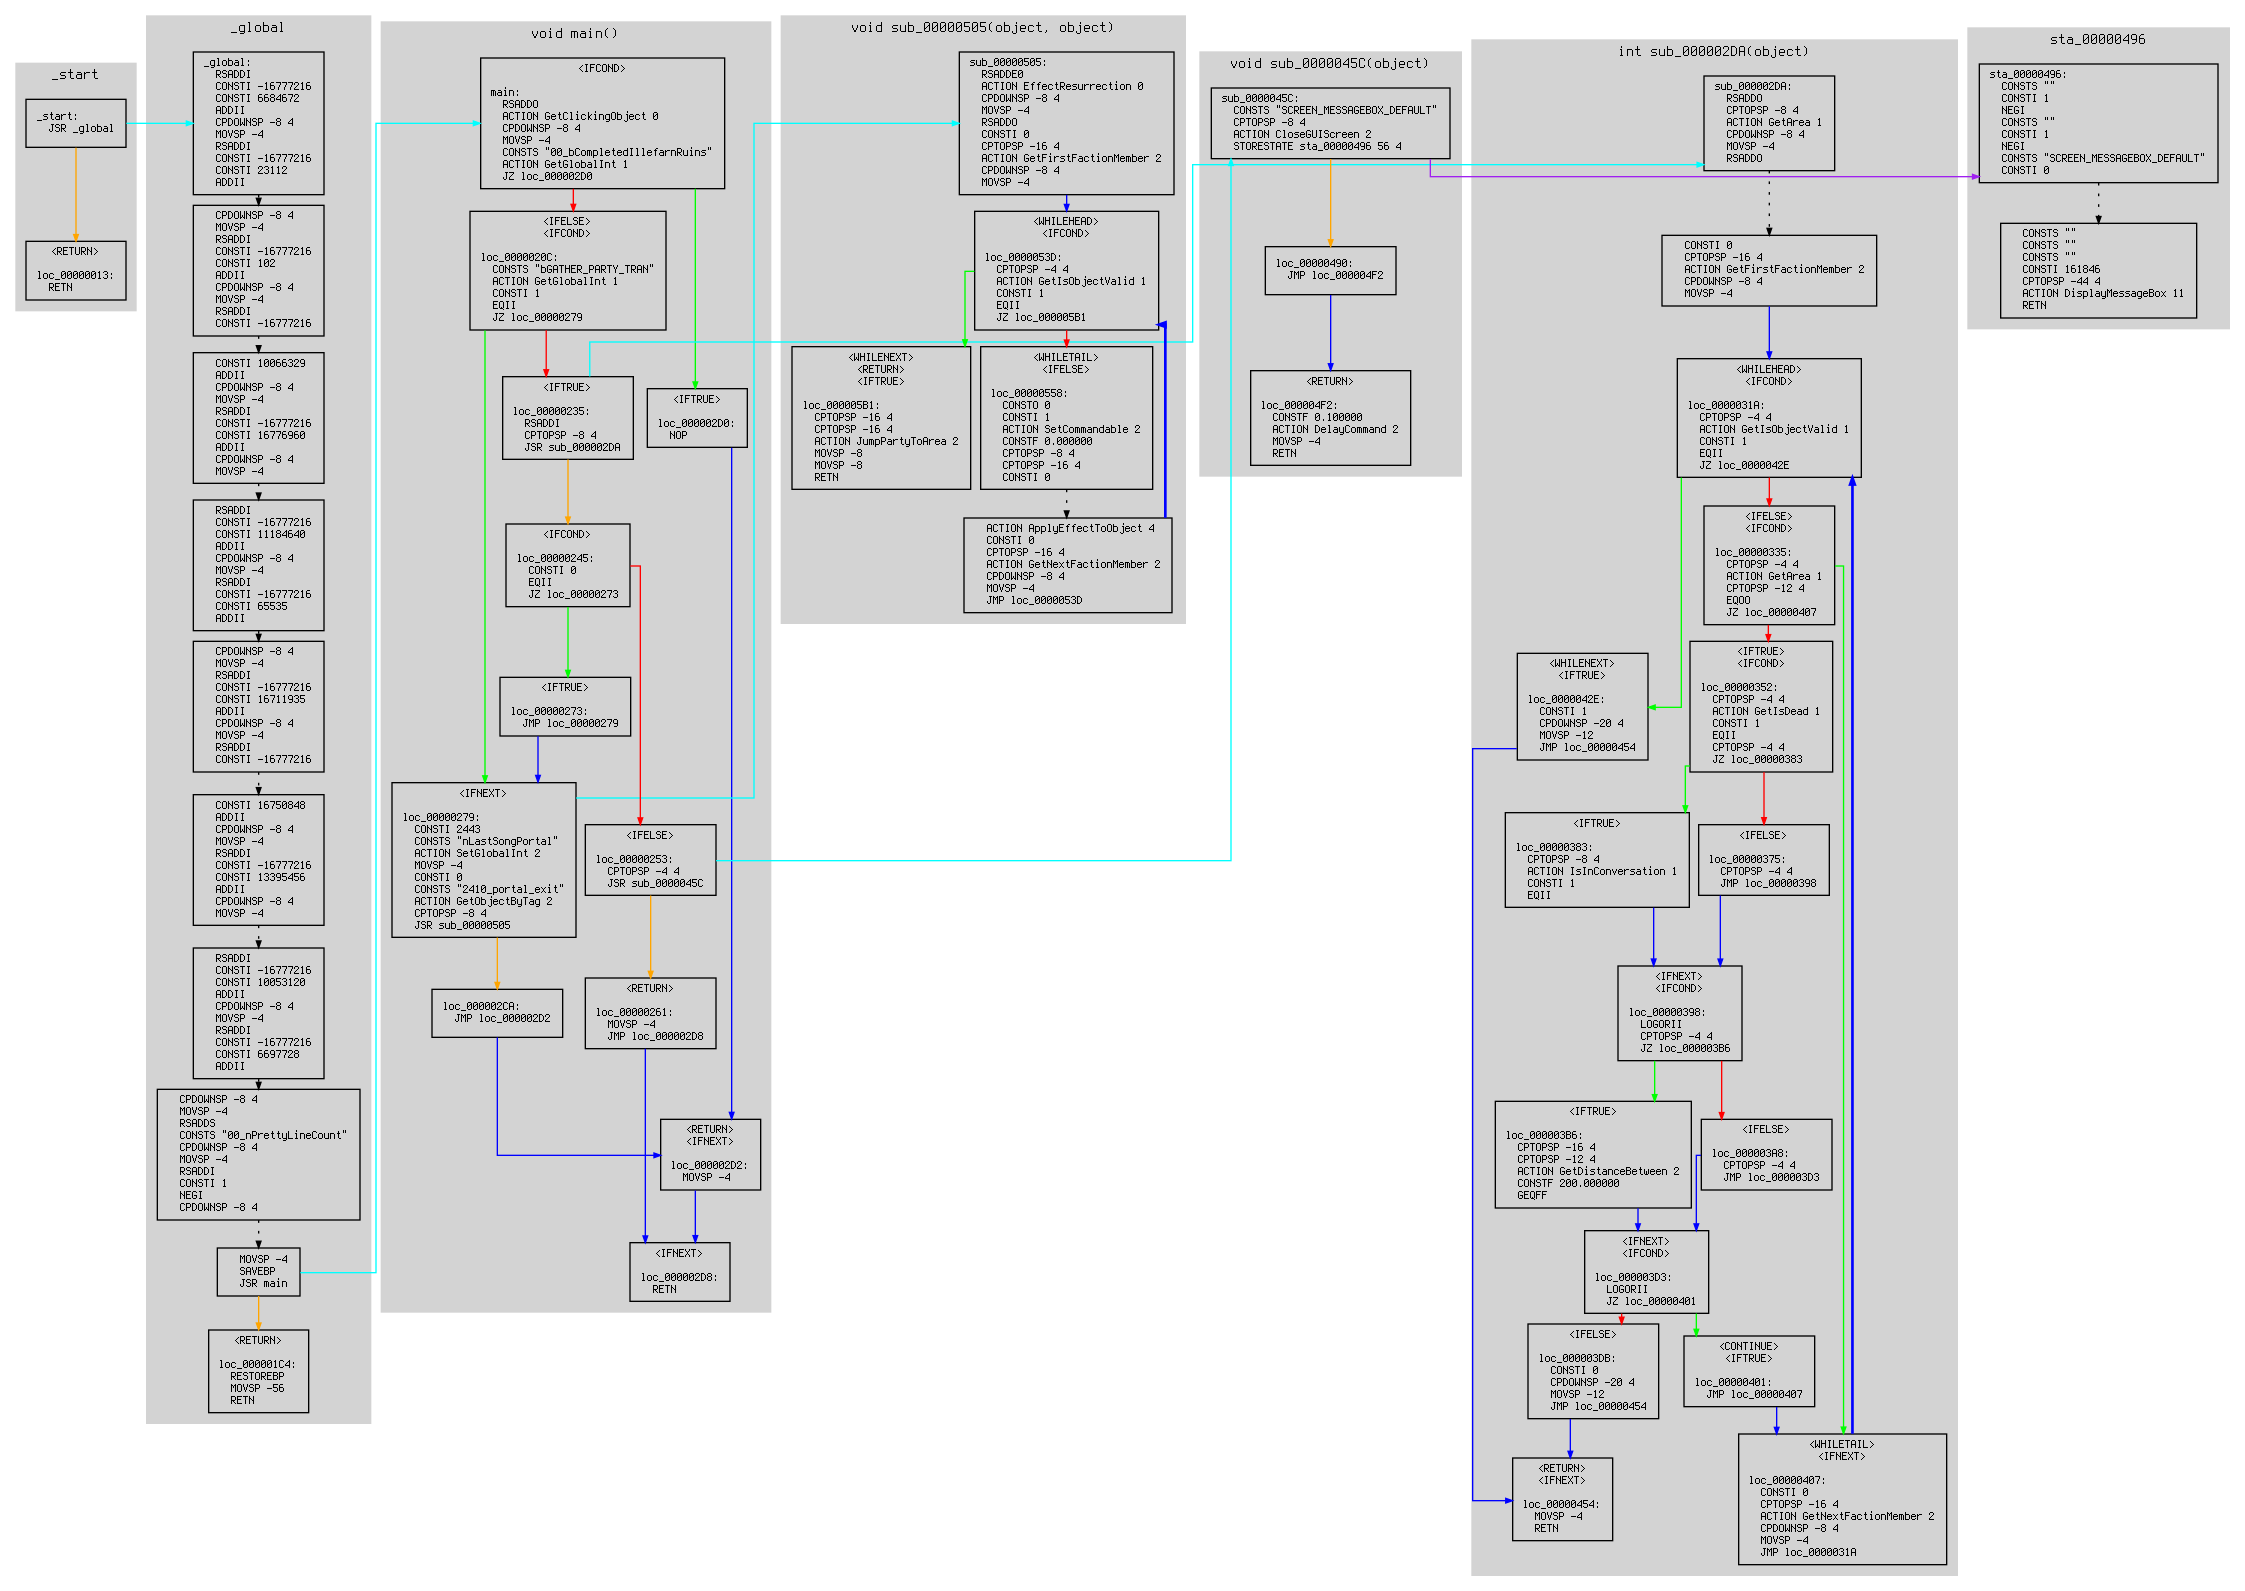 _start
_start:
JSR _global
<RETURN>
loc_00000013:
RETN
_global
_global:
RSADDI
CONSTI -16777216
CONSTI 6684672
ADDII
CPDOWNSP -8 4
MOVSP -4
RSADDI
CONSTI -16777216
CONSTI 23112
ADDII
CPDOWNSP -8 4
MOVSP -4
RSADDI
CONSTI -16777216
CONSTI 102
ADDII
CPDOWNSP -8 4
MOVSP -4
RSADDI
CONSTI -16777216
CONSTI 10066329
ADDII
CPDOWNSP -8 4
MOVSP -4
RSADDI
CONSTI -16777216
CONSTI 16776960
ADDII
CPDOWNSP -8 4
MOVSP -4
RSADDI
CONSTI -16777216
CONSTI 11184640
ADDII
CPDOWNSP -8 4
MOVSP -4
RSADDI
CONSTI -16777216
CONSTI 65535
ADDII
CPDOWNSP -8 4
MOVSP -4
RSADDI
CONSTI -16777216
CONSTI 16711935
ADDII
CPDOWNSP -8 4
MOVSP -4
RSADDI
CONSTI -16777216
CONSTI 16750848
ADDII
CPDOWNSP -8 4
MOVSP -4
RSADDI
CONSTI -16777216
CONSTI 13395456
ADDII
CPDOWNSP -8 4
MOVSP -4
RSADDI
CONSTI -16777216
CONSTI 10053120
ADDII
CPDOWNSP -8 4
MOVSP -4
RSADDI
CONSTI -16777216
CONSTI 6697728
ADDII
CPDOWNSP -8 4
MOVSP -4
RSADDS
CONSTS "00_nPrettyLineCount"
CPDOWNSP -8 4
MOVSP -4
RSADDI
CONSTI 1
NEGI
CPDOWNSP -8 4
MOVSP -4
SAVEBP
JSR main
<RETURN>
loc_000001C4:
RESTOREBP
MOVSP -56
RETN
void main()
<IFCOND>
main:
RSADDO
ACTION GetClickingObject 0
CPDOWNSP -8 4
MOVSP -4
CONSTS "00_bCompletedIllefarnRuins"
ACTION GetGlobalInt 1
JZ loc_000002D0
<IFELSE>
<IFCOND>
loc_0000020C:
CONSTS "bGATHER_PARTY_TRAN"
ACTION GetGlobalInt 1
CONSTI 1
EQII
JZ loc_00000279
<IFTRUE>
loc_00000235:
RSADDI
CPTOPSP -8 4
JSR sub_000002DA
<IFTRUE>
loc_000002D0:
NOP
<IFCOND>
loc_00000245:
CONSTI 0
EQII
JZ loc_00000273
<IFTRUE>
loc_00000273:
JMP loc_00000279
<IFNEXT>
loc_00000279:
CONSTI 2443
CONSTS "nLastSongPortal"
ACTION SetGlobalInt 2
MOVSP -4
CONSTI 0
CONSTS "2410_portal_exit"
ACTION GetObjectByTag 2
CPTOPSP -8 4
JSR sub_00000505
<IFELSE>
loc_00000253:
CPTOPSP -4 4
JSR sub_0000045C
loc_000002CA:
JMP loc_000002D2
<RETURN>
loc_00000261:
MOVSP -4
JMP loc_000002D8
<RETURN>
<IFNEXT>
loc_000002D2:
MOVSP -4
<IFNEXT>
loc_000002D8:
RETN
void sub_00000505(object, object)
sub_00000505:
RSADDE0
ACTION EffectResurrection 0
CPDOWNSP -8 4
MOVSP -4
RSADDO
CONSTI 0
CPTOPSP -16 4
ACTION GetFirstFactionMember 2
CPDOWNSP -8 4
MOVSP -4
<WHILEHEAD>
<IFCOND>
loc_0000053D:
CPTOPSP -4 4
ACTION GetIsObjectValid 1
CONSTI 1
EQII
JZ loc_000005B1
<WHILENEXT>
<RETURN>
<IFTRUE>
loc_000005B1:
CPTOPSP -16 4
CPTOPSP -16 4
ACTION JumpPartyToArea 2
MOVSP -8
MOVSP -8
RETN
<WHILETAIL>
<IFELSE>
loc_00000558:
CONSTO 0
CONSTI 1
ACTION SetCommandable 2
CONSTF 0.000000
CPTOPSP -8 4
CPTOPSP -16 4
CONSTI 0
ACTION ApplyEffectToObject 4
CONSTI 0
CPTOPSP -16 4
ACTION GetNextFactionMember 2
CPDOWNSP -8 4
MOVSP -4
JMP loc_0000053D
void sub_0000045C(object)
sub_0000045C:
CONSTS "SCREEN_MESSAGEBOX_DEFAULT"
CPTOPSP -8 4
ACTION CloseGUIScreen 2
STORESTATE sta_00000496 56 4
loc_00000490:
JMP loc_000004F2
<RETURN>
loc_000004F2:
CONSTF 0.100000
ACTION DelayCommand 2
MOVSP -4
RETN
int sub_000002DA(object)
sub_000002DA:
RSADDO
CPTOPSP -8 4
ACTION GetArea 1
CPDOWNSP -8 4
MOVSP -4
RSADDO
CONSTI 0
CPTOPSP -16 4
ACTION GetFirstFactionMember 2
CPDOWNSP -8 4
MOVSP -4
<WHILEHEAD>
<IFCOND>
loc_0000031A:
CPTOPSP -4 4
ACTION GetIsObjectValid 1
CONSTI 1
EQII
JZ loc_0000042E
<IFELSE>
<IFCOND>
loc_00000335:
CPTOPSP -4 4
ACTION GetArea 1
CPTOPSP -12 4
EQOO
JZ loc_00000407
<WHILENEXT>
<IFTRUE>
loc_0000042E:
CONSTI 1
CPDOWNSP -20 4
MOVSP -12
JMP loc_00000454
<IFTRUE>
<IFCOND>
loc_00000352:
CPTOPSP -4 4
ACTION GetIsDead 1
CONSTI 1
EQII
CPTOPSP -4 4
JZ loc_00000383
<IFTRUE>
loc_00000383:
CPTOPSP -8 4
ACTION IsInConversation 1
CONSTI 1
EQII
<IFELSE>
loc_00000375:
CPTOPSP -4 4
JMP loc_00000398
<IFNEXT>
<IFCOND>
loc_00000398:
LOGORII
CPTOPSP -4 4
JZ loc_000003B6
<IFTRUE>
loc_000003B6:
CPTOPSP -16 4
CPTOPSP -12 4
ACTION GetDistanceBetween 2
CONSTF 200.000000
GEQFF
<IFELSE>
loc_000003A8:
CPTOPSP -4 4
JMP loc_000003D3
<IFNEXT>
<IFCOND>
loc_000003D3:
LOGORII
JZ loc_00000401
<IFELSE>
loc_000003DB:
CONSTI 0
CPDOWNSP -20 4
MOVSP -12
JMP loc_00000454
<CONTINUE>
<IFTRUE>
loc_00000401:
JMP loc_00000407
<RETURN>
<IFNEXT>
loc_00000454:
MOVSP -4
RETN
<WHILETAIL>
<IFNEXT>
loc_00000407:
CONSTI 0
CPTOPSP -16 4
ACTION GetNextFactionMember 2
CPDOWNSP -8 4
MOVSP -4
JMP loc_0000031A
sta_00000496
sta_00000496:
CONSTS ""
CONSTI 1
NEGI
CONSTS ""
CONSTI 1
NEGI
CONSTS "SCREEN_MESSAGEBOX_DEFAULT"
CONSTI 0
CONSTS ""
CONSTS ""
CONSTS ""
CONSTI 161846
CPTOPSP -44 4
ACTION DisplayMessageBox 11
RETN